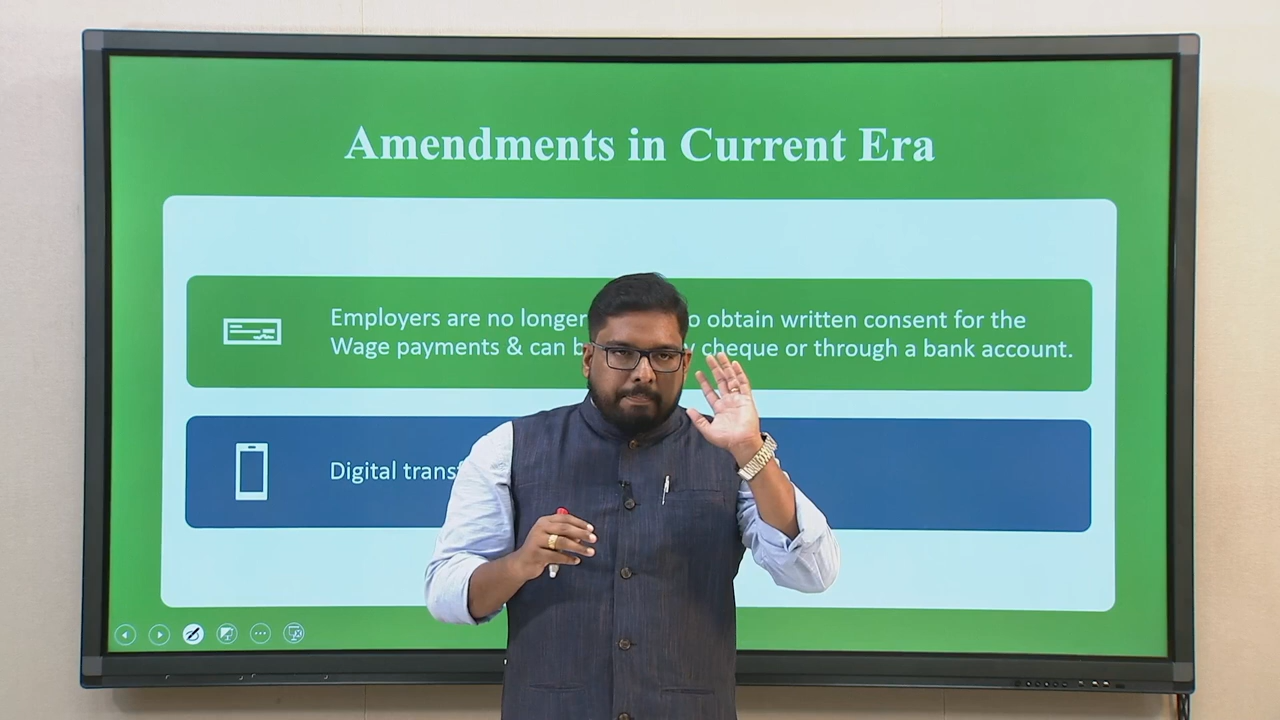 Amendments in Current Era
Employers are no longer o obtain written consent for the
Wage payments & can b y cheque or through a bank account.
Digital trans